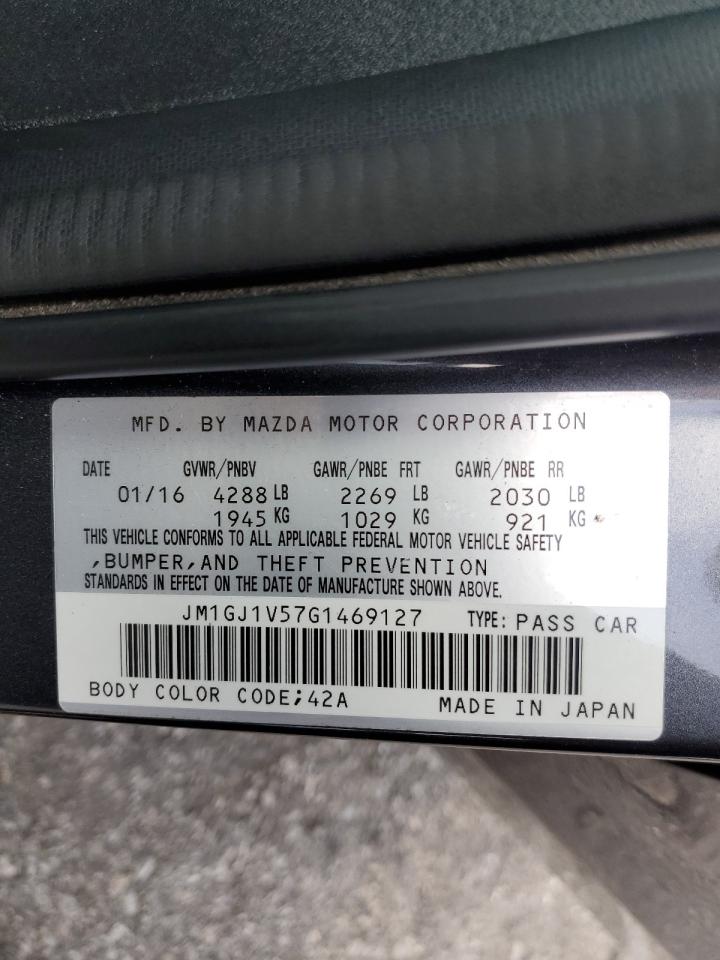 MFD. BY MAZDA MOTOR CORPORATION
DATE GVWR/PNBV GAWR/PNBE FRT GAWR/PNBE RR
01/16 4288 LB 2269 LB 2030 LB
1945 KG 1029 KG 921 KG
THIS VEHICLE CONFORMS TO ALL APPLICABLE FEDERAL MOTOR VEHICLE SAFETY
,BUMPER,AND THEFT PREVENTION
STANDARDS IN EFFECT ON THE DATE OF MANUFACTURE SHOWN ABOVE.
JM1GJ1V57G1469127 TYPE: PASS CAR
BODY COLOR CODE;42A MADE IN JAPAN